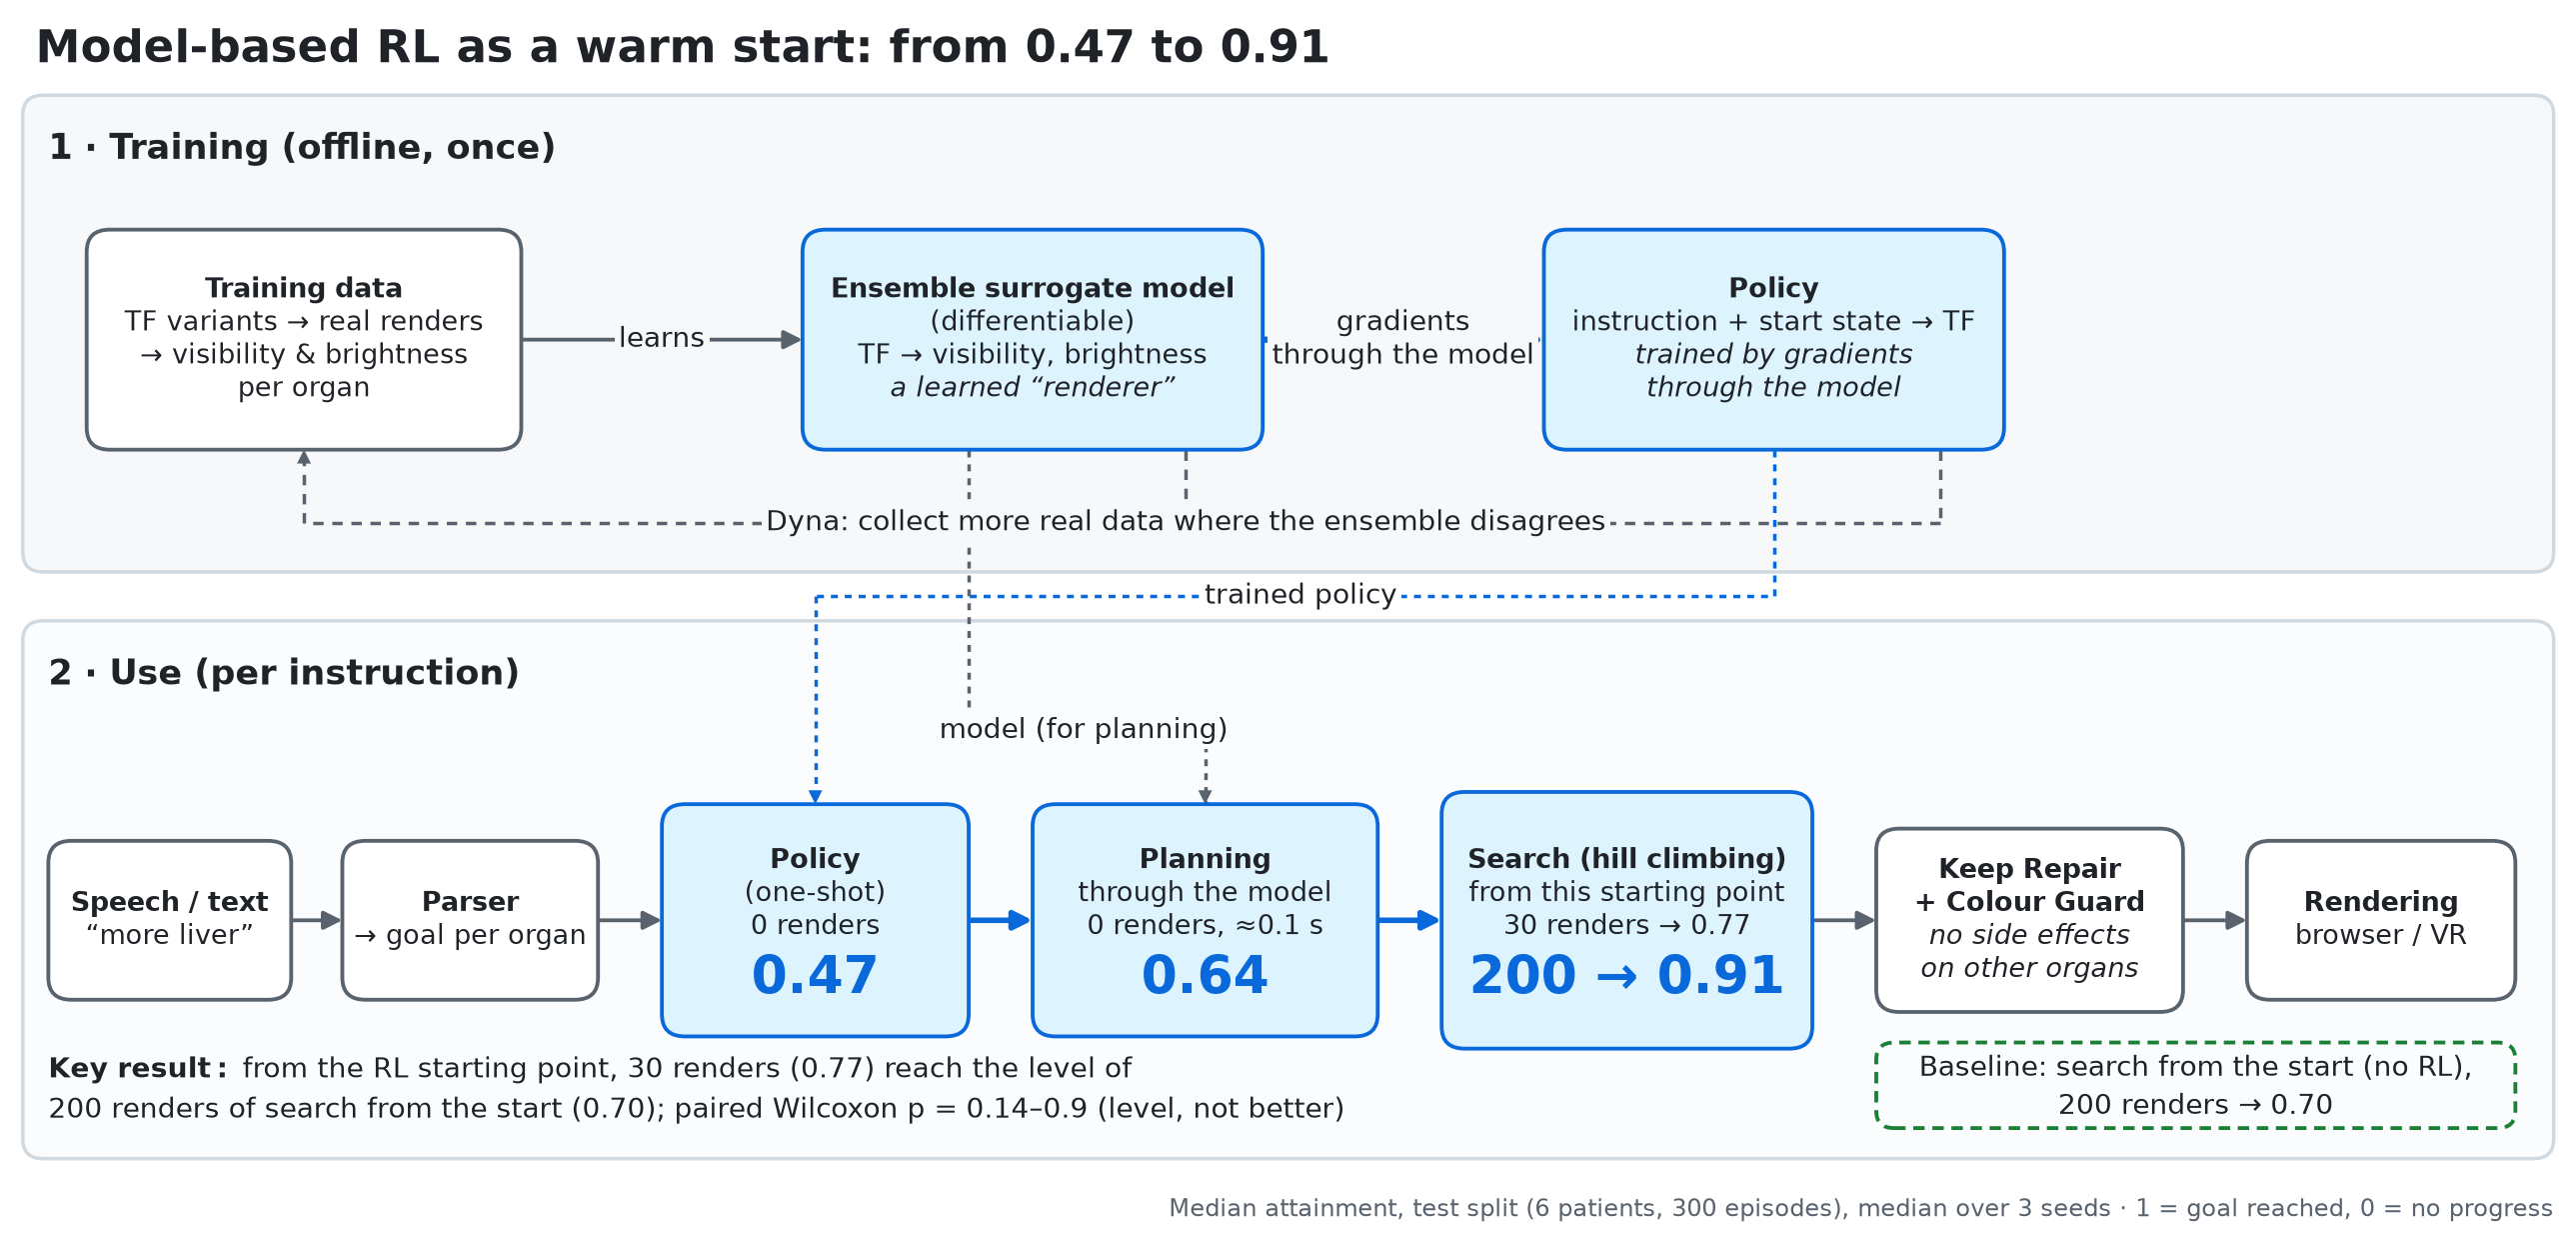 Model-based RL as a warm start: from 0.47 to 0.91
1 · Training (offline, once)
Training data
TF variants → real renders
→ visibility & brightness
per organ
learns
Ensemble surrogate model
(differentiable)
TF → visibility, brightness
a learned “renderer”
gradients
through the model
Policy
instruction + start state → TF
trained by gradients
through the model
Dyna: collect more real data where the ensemble disagrees
trained policy
2 · Use (per instruction)
model (for planning)
Speech / text
“more liver”
Parser
→ goal per organ
Policy
(one-shot)
0 renders
0.47
Planning
through the model
0 renders, ≈0.1 s
0.64
Search (hill climbing)
from this starting point
30 renders → 0.77
200 → 0.91
Keep Repair
+ Colour Guard
no side effects
on other organs
Rendering
browser / VR
Key result: from the RL starting point, 30 renders (0.77) reach the level of
200 renders of search from the start (0.70); paired Wilcoxon p = 0.14–0.9 (level, not better)
Baseline: search from the start (no RL),
200 renders → 0.70
Median attainment, test split (6 patients, 300 episodes), median over 3 seeds · 1 = goal reached, 0 = no progress